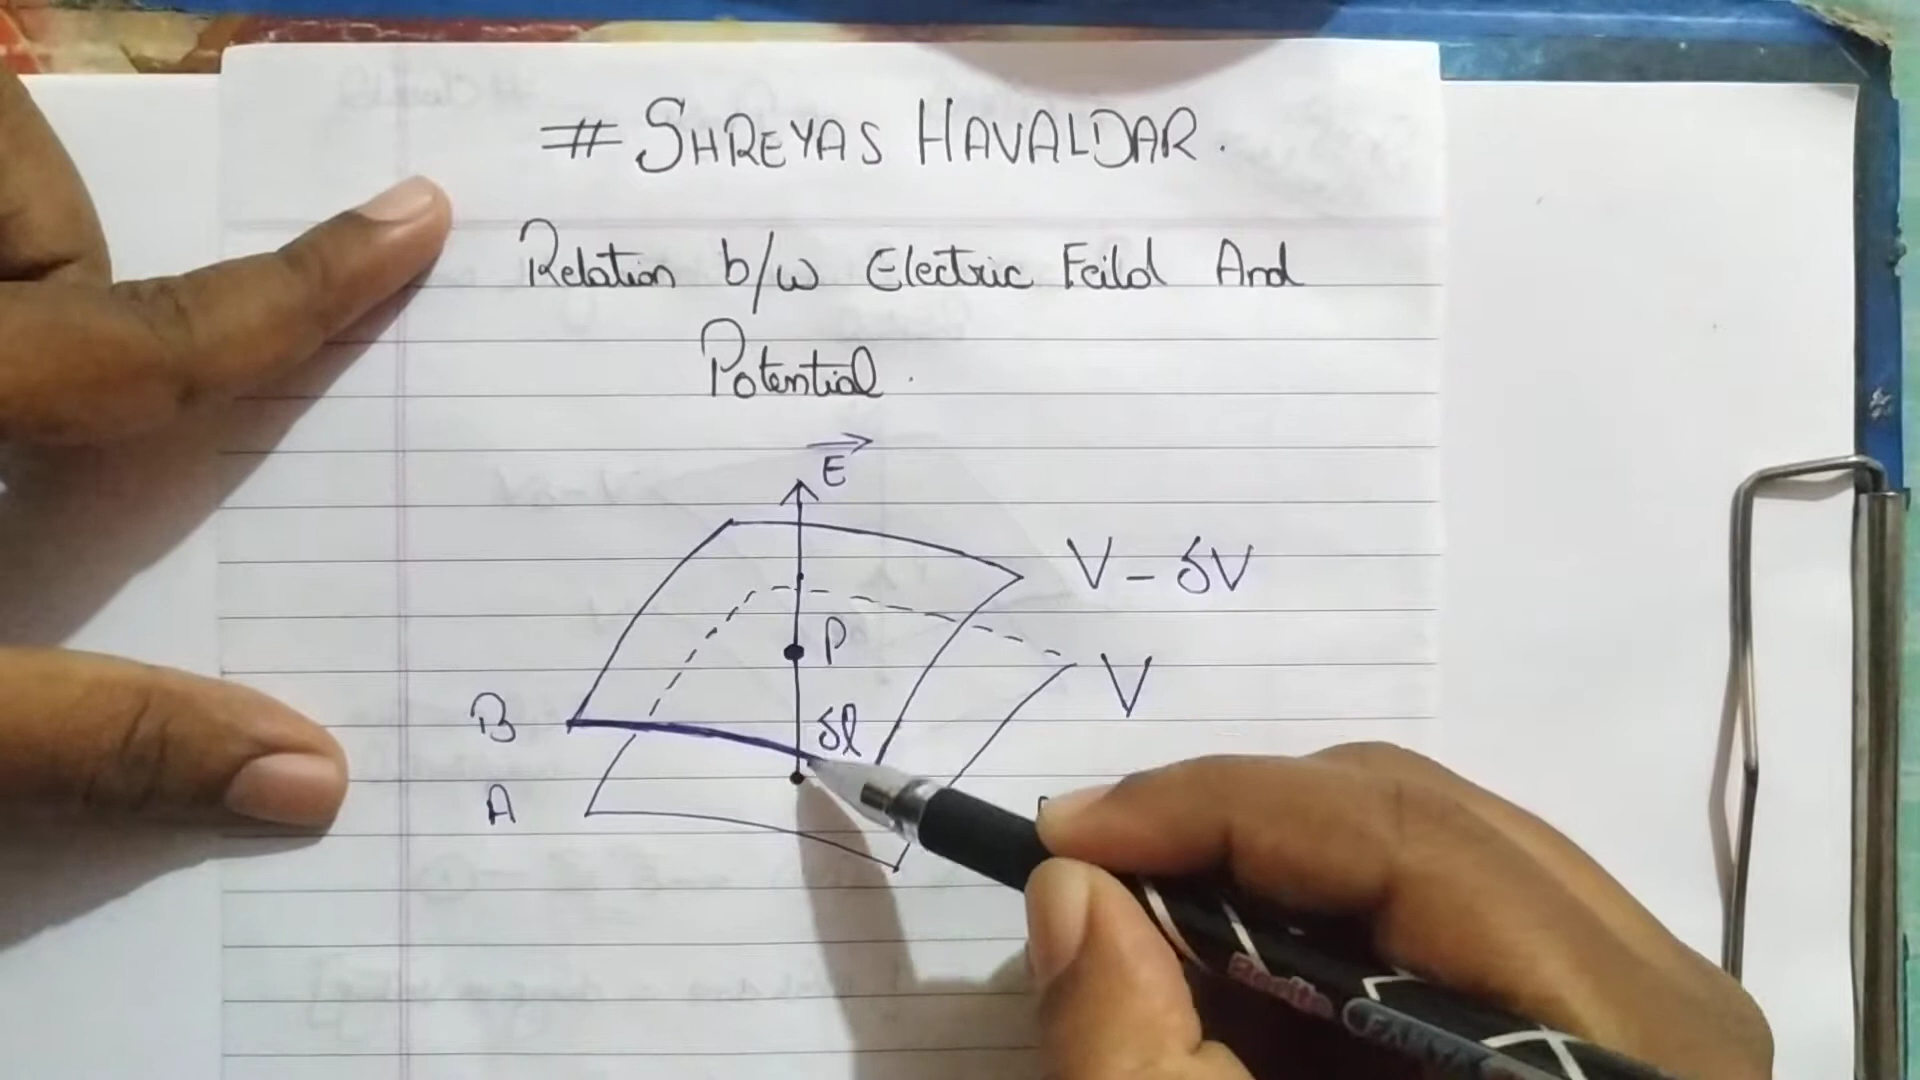 # SHREYAS HAVALDAR.
Relation b/w Electric Feild And
Potential.
E
V - δV
P
V
B
δl
A